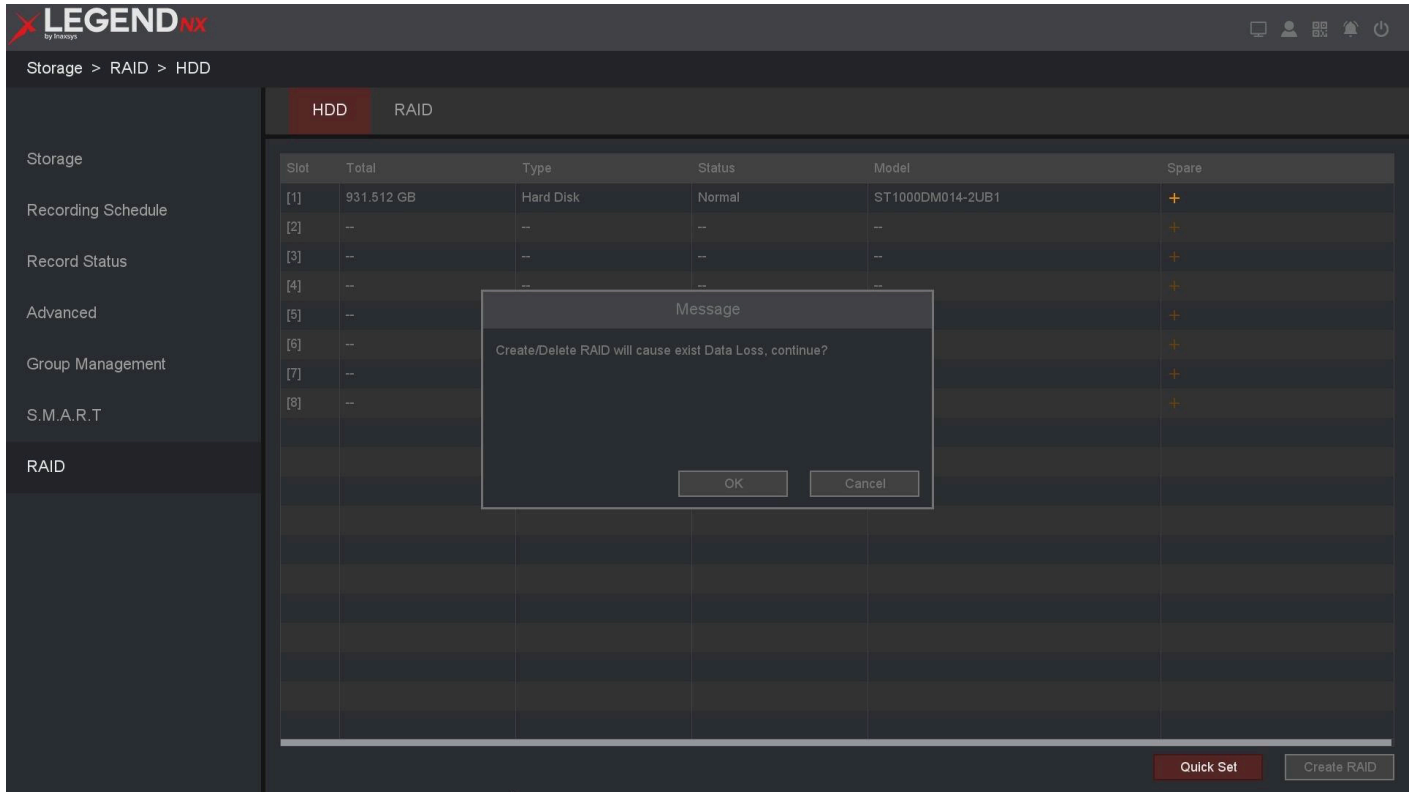 LEGEND NX
by Inaxsys
Storage > RAID > HDD
HDD RAID
Storage
Recording Schedule
Record Status
Advanced
Group Management
S.M.A.R.T
RAID
Slot Total Type Status Model Spare
[1] 931.512 GB Hard Disk Normal ST1000DM014-2UB1 +
[2] -- -- -- -- +
[3] -- -- -- -- +
[4] -- -- -- -- +
[5] -- +
[6] -- +
[7] -- +
[8] -- +
Message
Create/Delete RAID will cause exist Data Loss, continue?
OK Cancel
Quick Set Create RAID